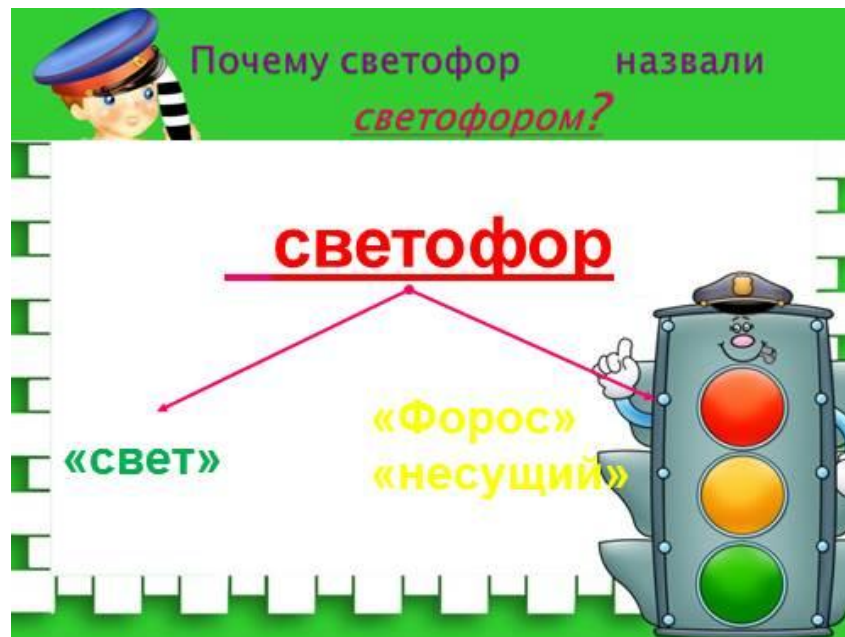 Почему светофор назвали
светофором?
светофор
«свет»
«Форос»
«несущий»